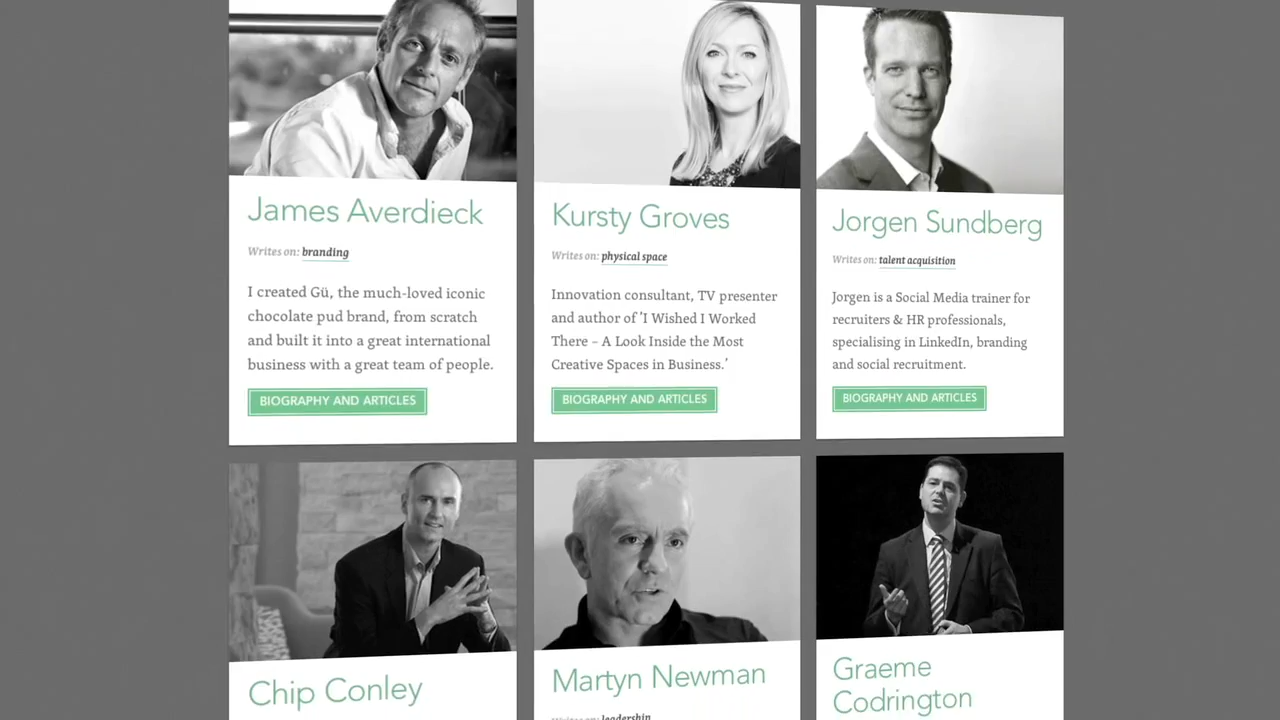 James Averdieck
Writes on: branding
I created Gü, the much-loved iconic
chocolate pud brand, from scratch
and built it into a great international
business with a great team of people.
BIOGRAPHY AND ARTICLES
Kursty Groves
Writes on: physical space
Innovation consultant, TV presenter
and author of 'I Wished I Worked
There – A Look Inside the Most
Creative Spaces in Business.'
BIOGRAPHY AND ARTICLES
Jorgen Sundberg
Writes on: talent acquisition
Jorgen is a Social Media trainer for
recruiters & HR professionals,
specialising in LinkedIn, branding
and social recruitment.
BIOGRAPHY AND ARTICLES
Chip Conley
Martyn Newman
Writes on: leadership
Graeme
Codrington